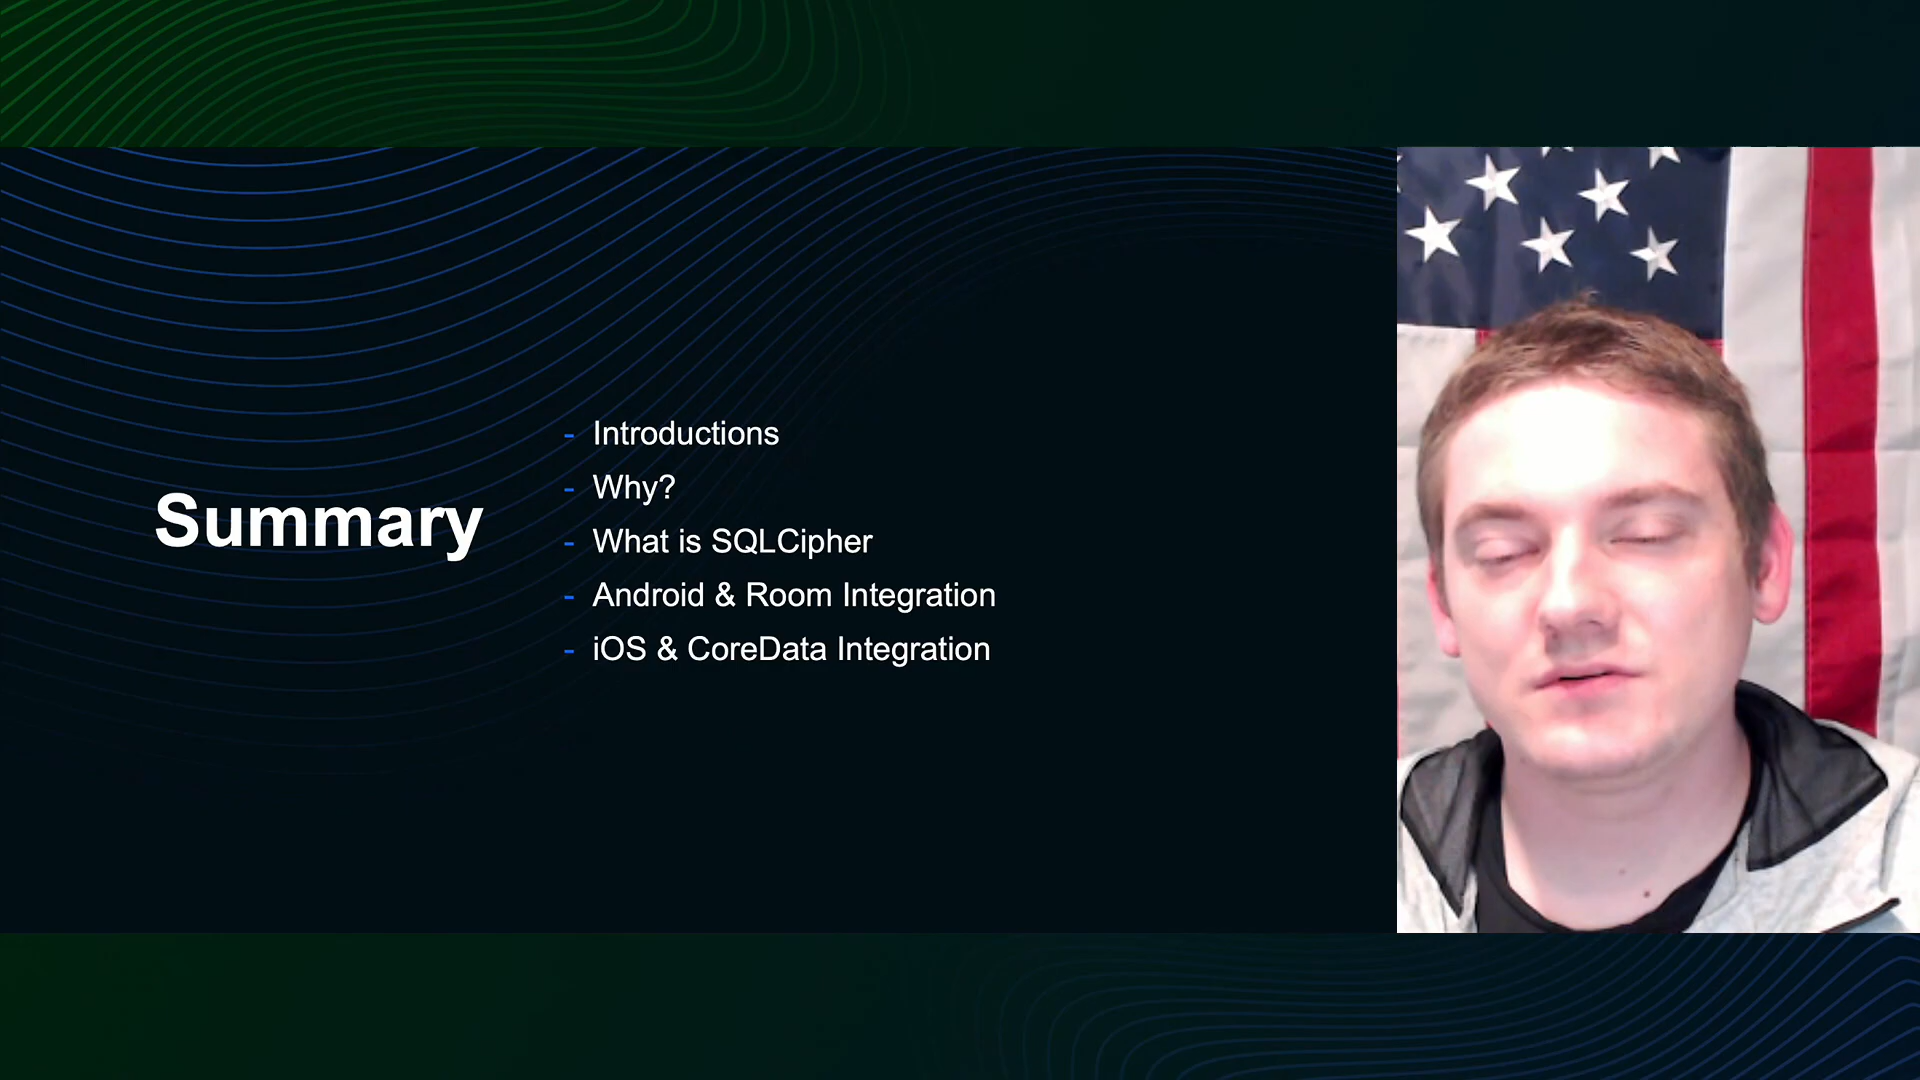 Summary
- Introductions
- Why?
- What is SQLCipher
- Android & Room Integration
- iOS & CoreData Integration